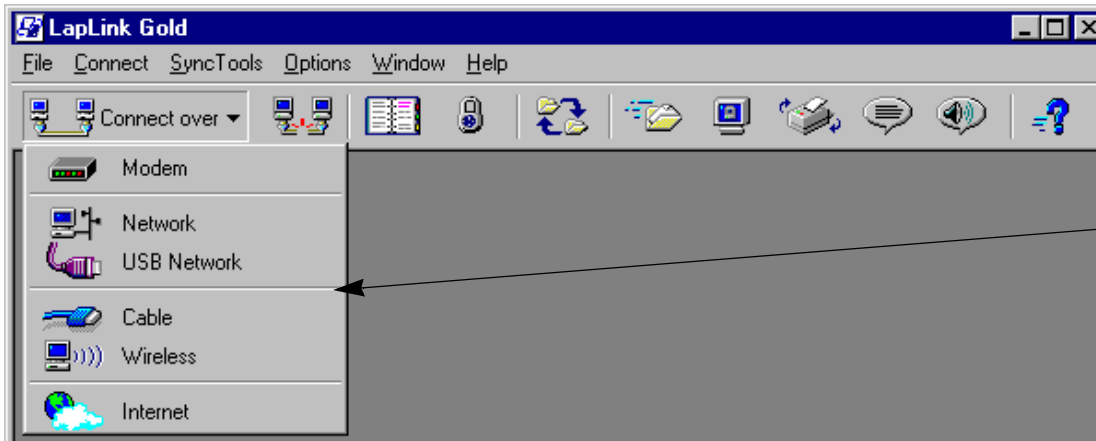 LapLink Gold
File Connect SyncTools Options Window Help
Connect over
Modem
Network
USB Network
Cable
Wireless
Internet